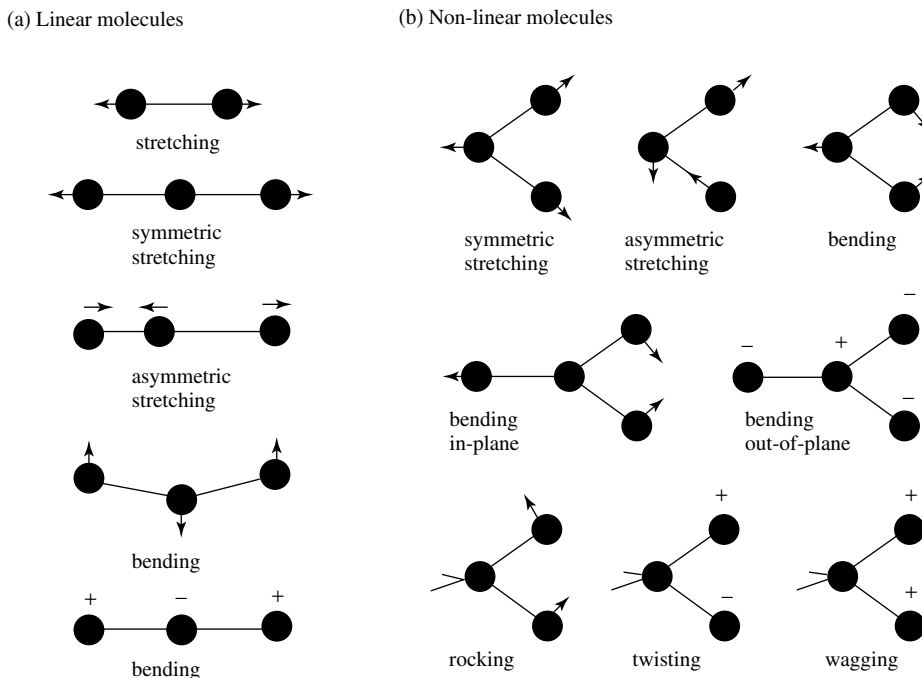 (a) Linear molecules
stretching
symmetric
stretching
asymmetric
stretching
bending
+ − +
bending
(b) Non-linear molecules
symmetric
stretching
asymmetric
stretching
bending
bending
in-plane
− + − −
bending
out-of-plane
rocking
+ −
twisting
+ +
wagging